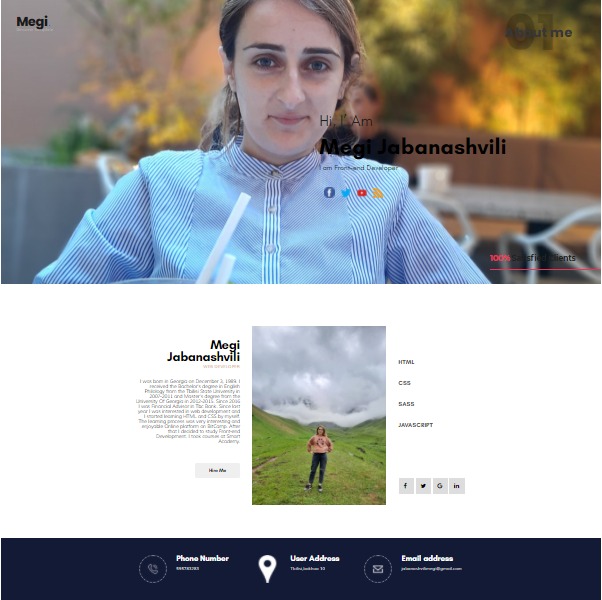 Megi
01
About me
Hi, I' Am
Megi Jabanashvili
I am Front-end Developer
100% Satisfied Clients
Megi
Jabanashvili
WEB DEVELOPER
I was born in Georgia on December 3, 1989. I
received the Bachelor's degree in English
Philology from the Tbilisi State University in
2007-2011 and Master's degree from the
University Of Georgia in 2012-2015. Since 2016
I was Financial Advisor in Tbc Bank. Since last
year I was interested in web development and
I started learning HTML and CSS by myself.
The learning process was very interesting and
enjoyable Online platform on BitCamp. After
that I decided to study Front-end
Development, I took courses at Smart
Academy.
Hire Me
HTML
CSS
SASS
JAVASCRIPT
Phone Number
User Address
Email address